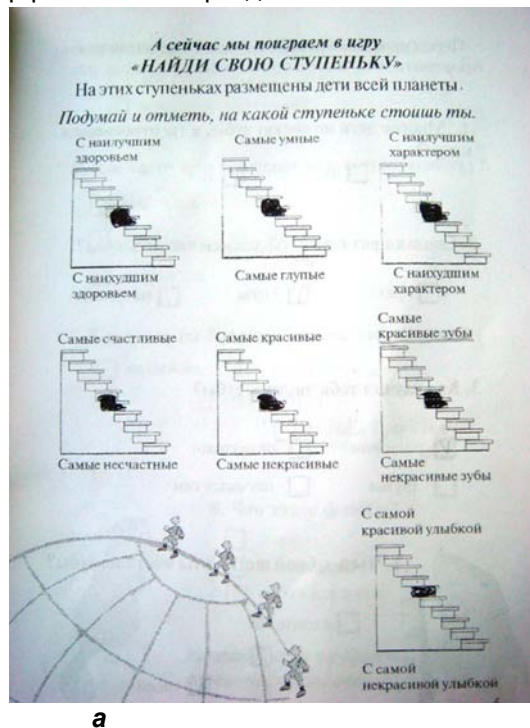 А сейчас мы поиграем в игру
«НАЙДИ СВОЮ СТУПЕНЬКУ»
На этих ступеньках размещены дети всей планеты.
Подумай и отметь, на какой ступеньке стоишь ты.
С наилучшим
здоровьем
Самые умные
С наилучшим
характером
С наихудшим
здоровьем
Самые глупые
С наихудшим
характером
Самые счастливые
Самые красивые
Самые
красивые зубы
Самые несчастные
Самые некрасивые
Самые
некрасивые зубы
С самой
красивой улыбкой
С самой
некрасивой улыбкой
а